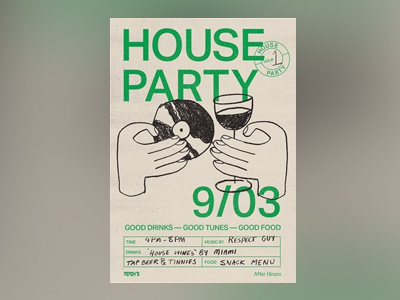 HOUSE
PARTY
HOUSE
PARTY
9/03
GOOD DRINKS — GOOD TUNES — GOOD FOOD
TIME 4PM-8PM MUSIC BY RESPECT GUY
DRINKS 'HOUSE WINES' BY MIAMI
TAP BEER & TINNIES FOOD SNACK MENU
After Hours